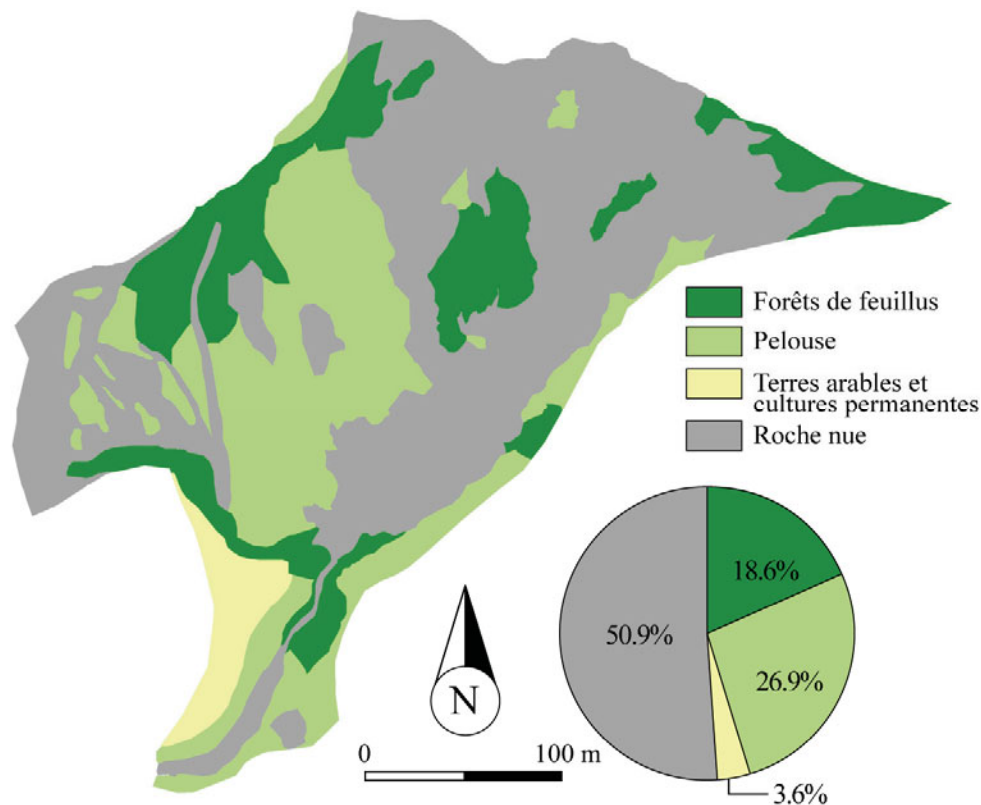 Forêts de feuillus
Pelouse
Terres arables et
cultures permanentes
Roche nue
18.6%
50.9%
26.9%
3.6%
N
0 100 m